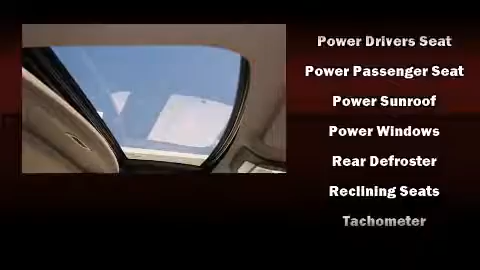 Power Drivers Seat
Power Passenger Seat
Power Sunroof
Power Windows
Rear Defroster
Reclining Seats
Tachometer